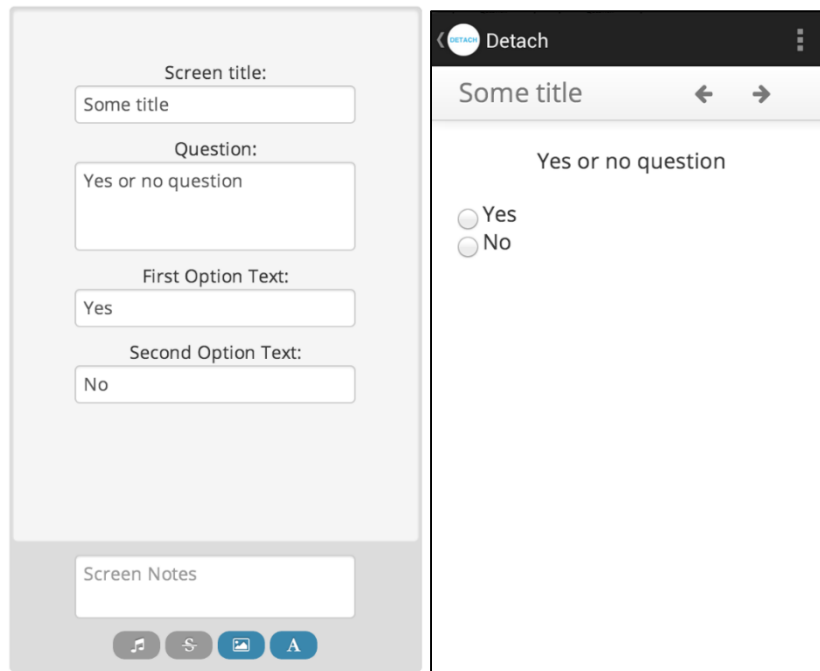 Screen title:
Some title
Question:
Yes or no question
First Option Text:
Yes
Second Option Text:
No
Screen Notes
S
A
DETACH
Detach
Some title
Yes or no question
Yes
No